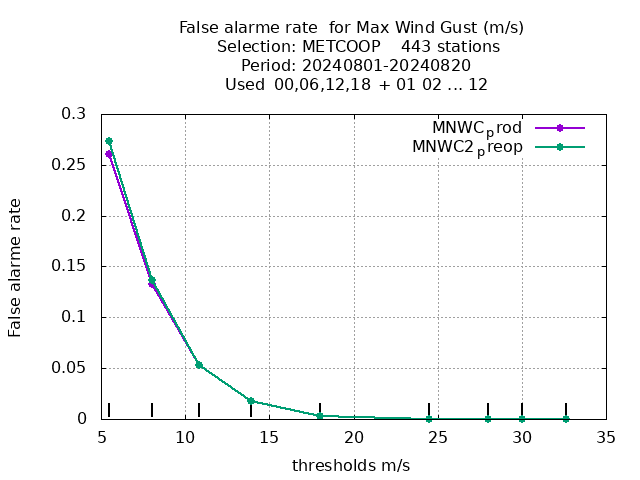 False alarme rate  for Max Wind Gust (m/s)
Selection: METCOOP    443 stations
Period: 20240801-20240820
Used  00,06,12,18 + 01 02 ... 12
MNWCprod
MNWC2preop
0.3
0.25
0.2
0.15
0.1
0.05
0
False alarme rate
5 10 15 20 25 30 35
thresholds m/s